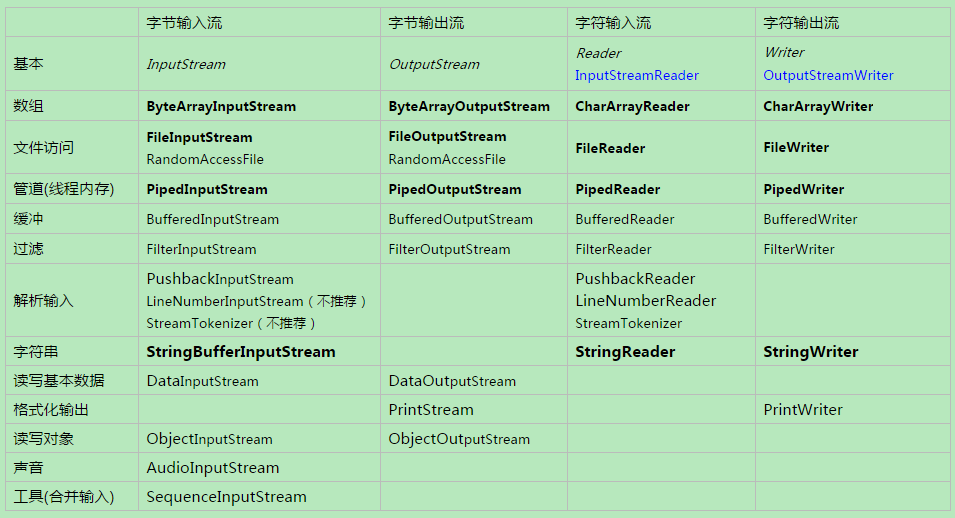 字节输入流 字节输出流 字符输入流 字符输出流
基本 InputStream OutputStream Reader Writer
InputStreamReader OutputStreamWriter
数组 ByteArrayInputStream ByteArrayOutputStream CharArrayReader CharArrayWriter
文件访问 FileInputStream FileOutputStream FileReader FileWriter
RandomAccessFile RandomAccessFile
管道(线程内存) PipedInputStream PipedOutputStream PipedReader PipedWriter
缓冲 BufferedInputStream BufferedOutputStream BufferedReader BufferedWriter
过滤 FilterInputStream FilterOutputStream FilterReader FilterWriter
解析输入 PushbackInputStream PushbackReader
LineNumberInputStream（不推荐） LineNumberReader
StreamTokenizer（不推荐） StreamTokenizer
字符串 StringBufferInputStream StringReader StringWriter
读写基本数据 DataInputStream DataOutputStream
格式化输出 PrintStream PrintWriter
读写对象 ObjectInputStream ObjectOutputStream
声音 AudioInputStream
工具(合并输入) SequenceInputStream